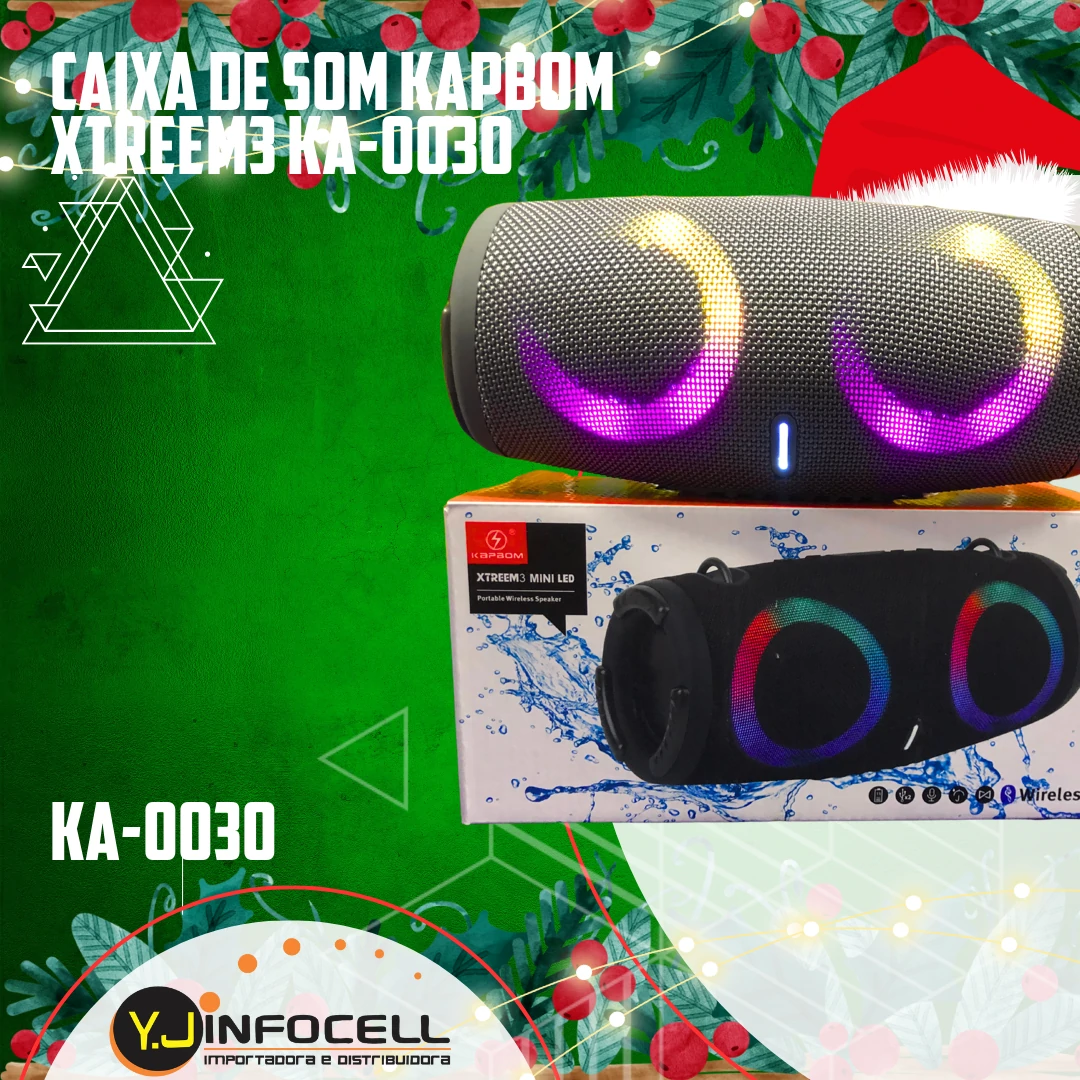 CAIXA DE SOM KAPBOM
XTREEM3 KA-0030
KAPBOM
XTREEM3 MINI LED
Portable Wireless Speaker
Wireles
KA-0030
Y.J INFOCELL
IMPORTADORA E DISTRIBUIDORA